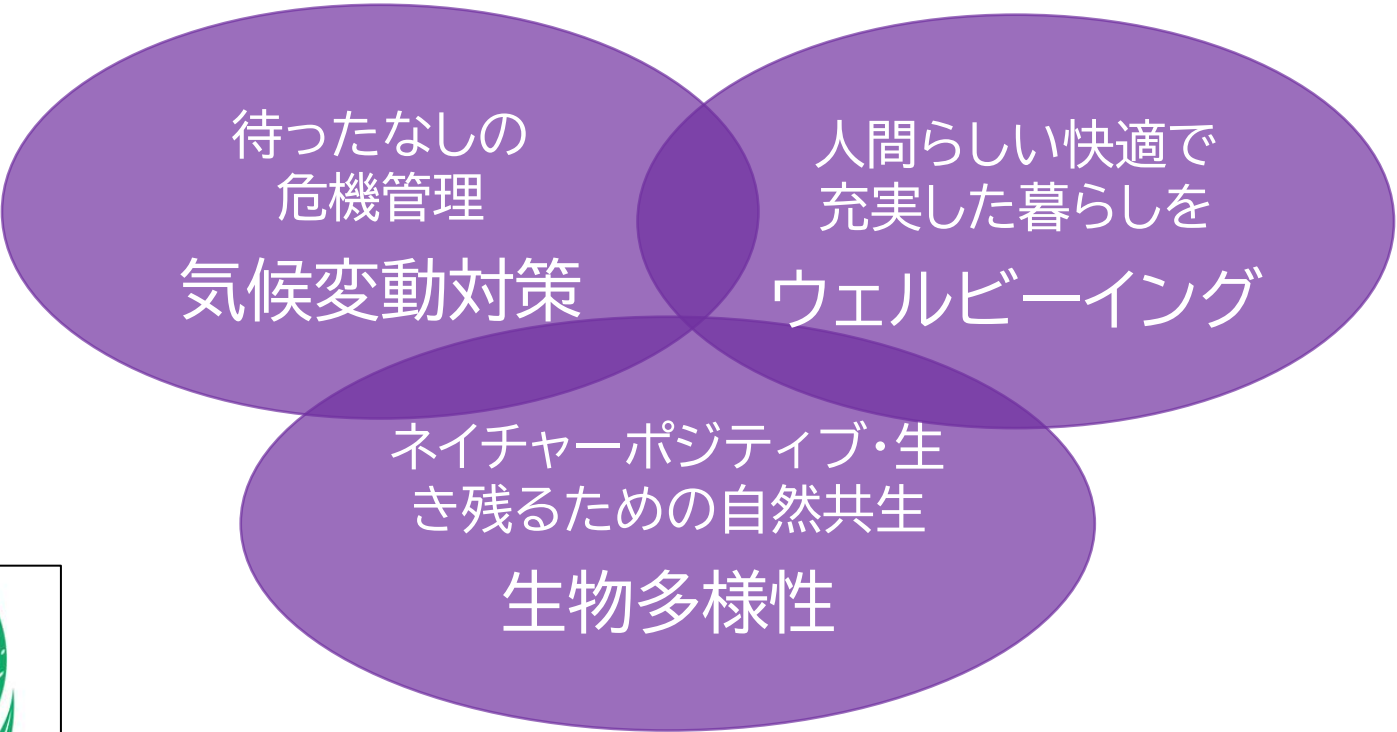 待ったなしの
危機管理
気候変動対策
人間らしい快適で
充実した暮らしを
ウェルビーイング
ネイチャーポジティブ・生
き残るための自然共生
生物多様性